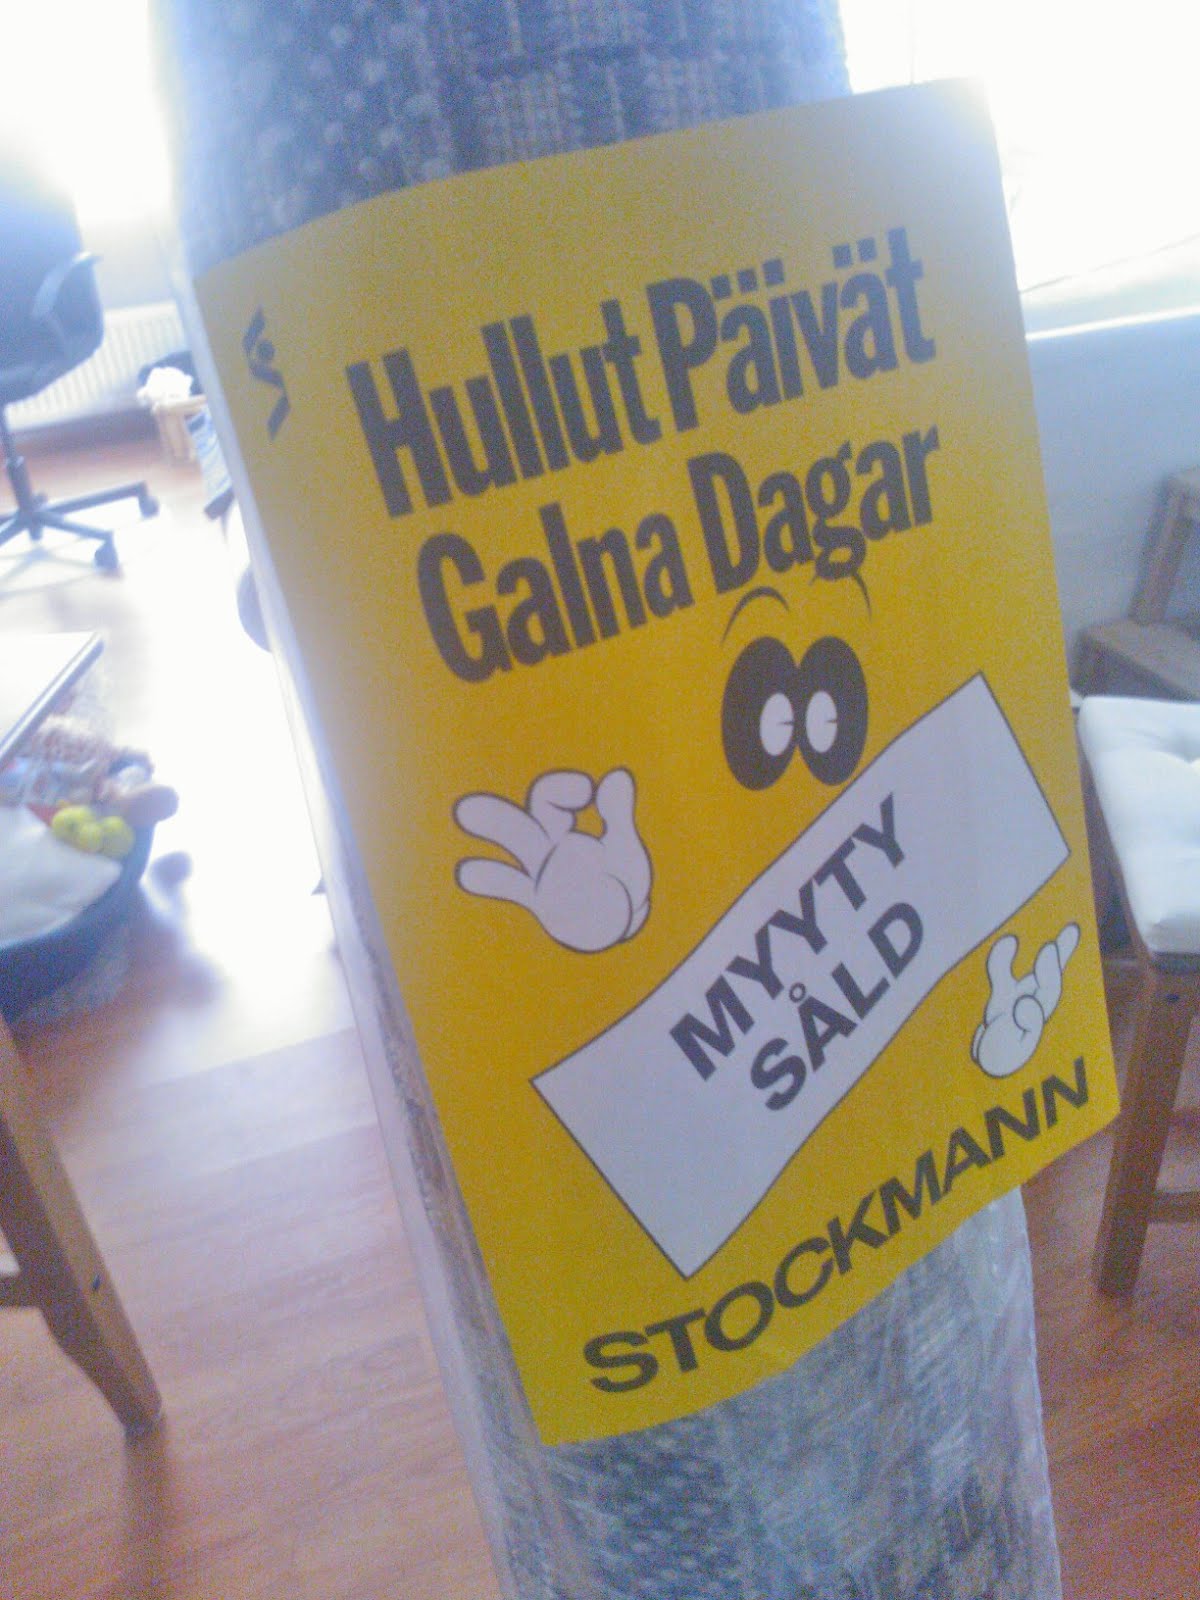 Hullut Päivät
Galna Dagar
MYYTY
SÅLD
STOCKMANN